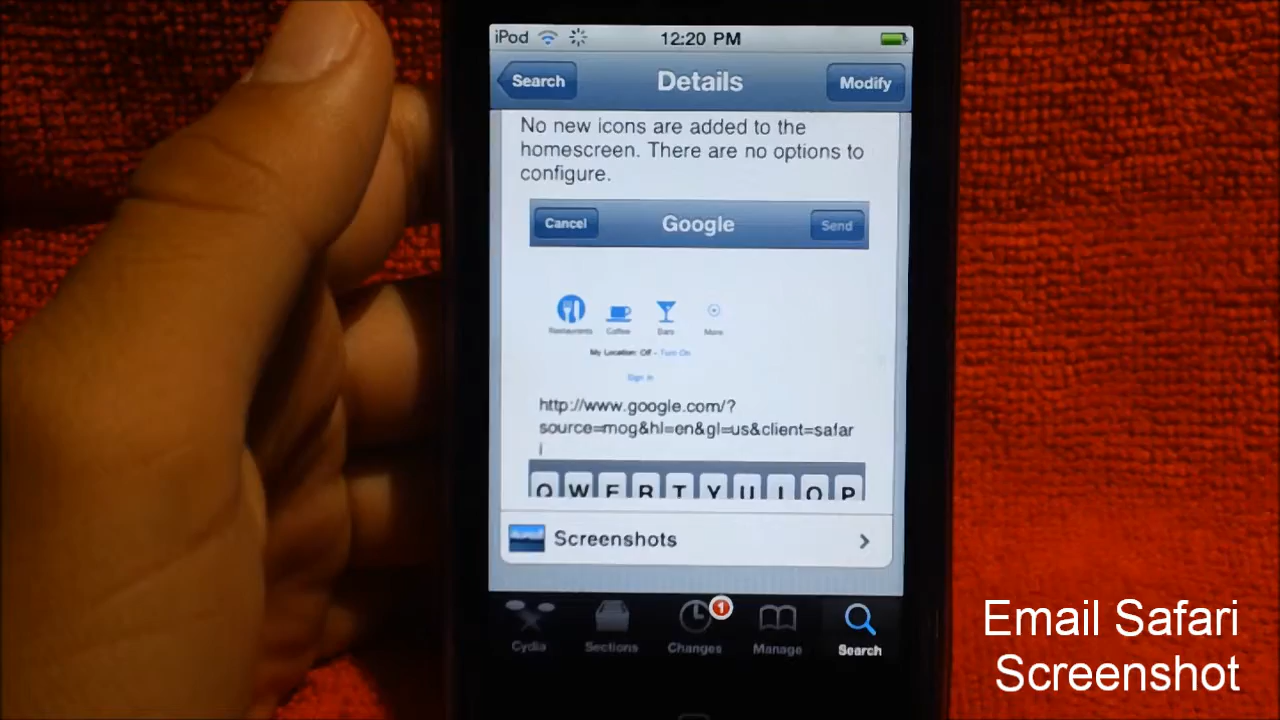 iPod 12:20 PM
Search Details Modify
No new icons are added to the
homescreen. There are no options to
configure.
Cancel Google Send
Restaurants Coffee Bars More
My Location: Off - Turn On
Sign in
http://www.google.com/?
source=mog&hl=en&gl=us&client=safar
i
Q W E R T Y U I O P
Screenshots
1
Cydia Sections Changes Manage Search
Email Safari
Screenshot